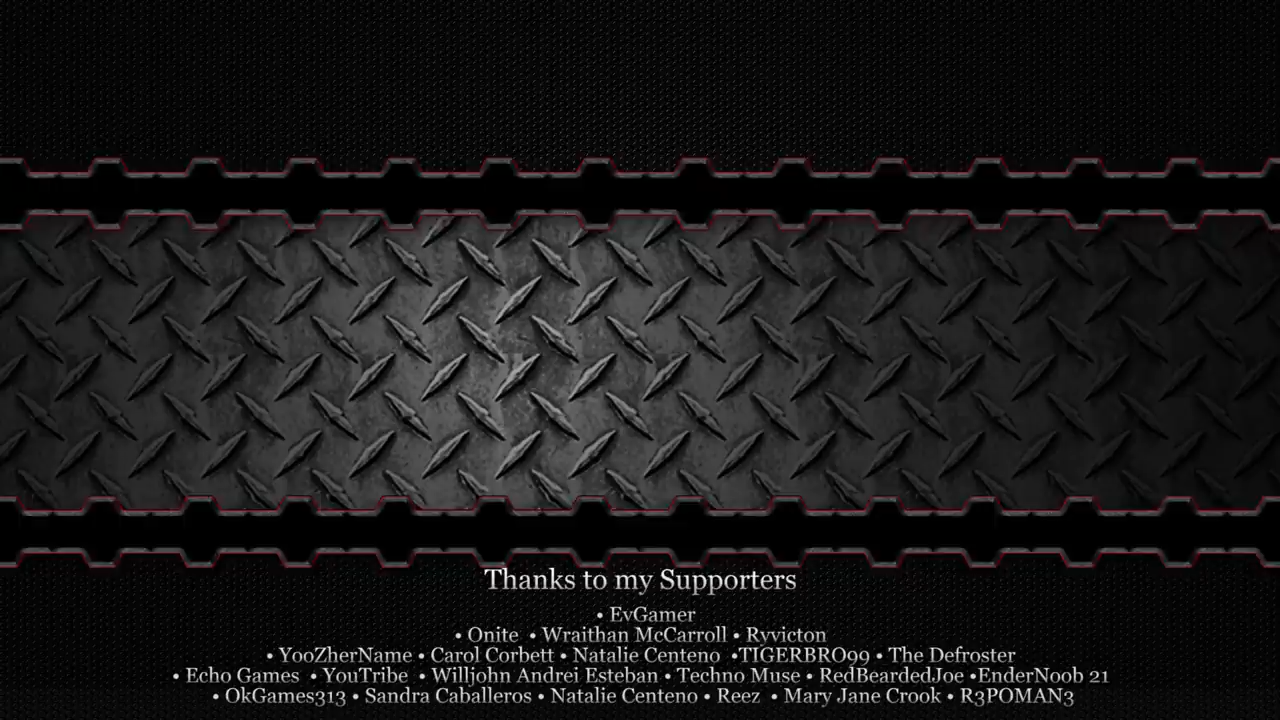 Thanks to my Supporters
• EvGamer
• Onite • Wraithan McCarroll • Ryvicton
• YooZherName • Carol Corbett • Natalie Centeno •TIGERBRO99 • The Defroster
• Echo Games • YouTribe • Willjohn Andrei Esteban • Techno Muse • RedBeardedJoe •EnderNoob 21
• OkGames313 • Sandra Caballeros • Natalie Centeno • Reez • Mary Jane Crook • R3POMAN3